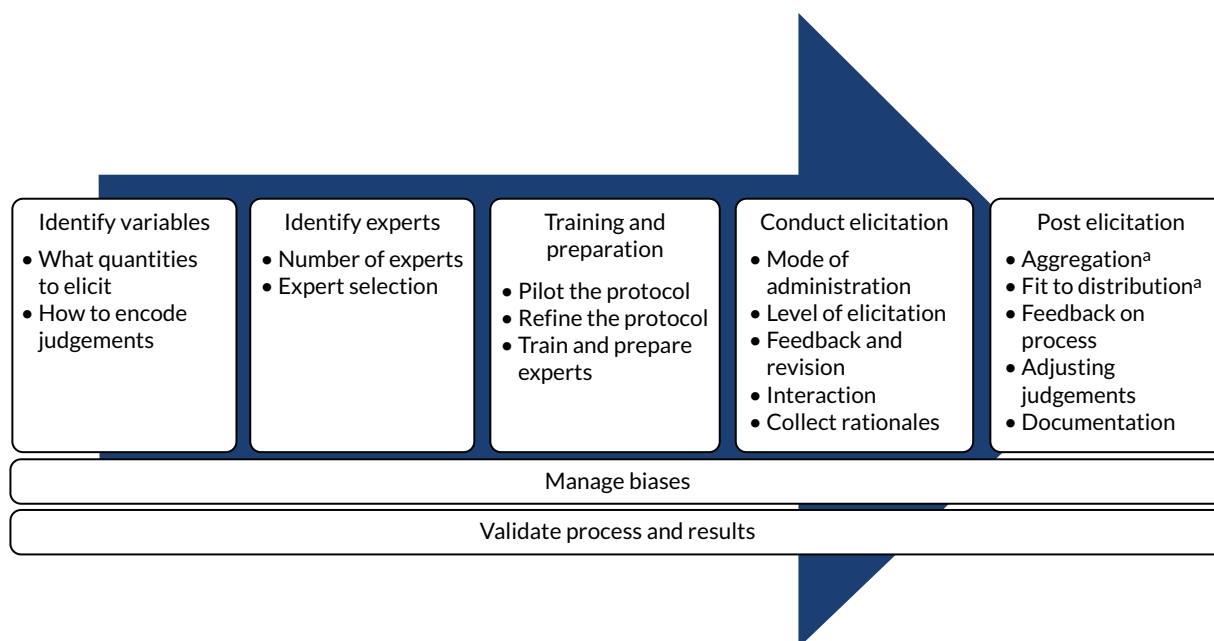 Identify variables
• What quantities
to elicit
• How to encode
judgements
Identify experts
• Number of experts
• Expert selection
Training and
preparation
• Pilot the protocol
• Refine the protocol
• Train and prepare
experts
Conduct elicitation
• Mode of
administration
• Level of elicitation
• Feedback and
revision
• Interaction
• Collect rationales
Post elicitation
• Aggregationᵃ
• Fit to distributionᵃ
• Feedback on
process
• Adjusting
judgements
• Documentation
Manage biases
Validate process and results